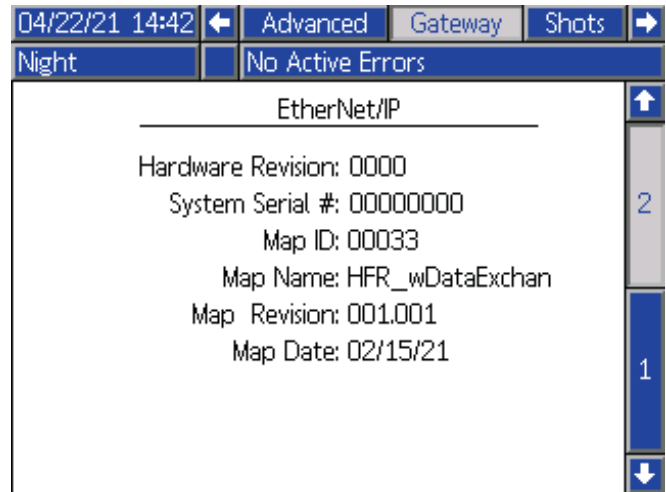 04/22/21 14:42 Advanced Gateway Shots
Night No Active Errors
EtherNet/IP
Hardware Revision: 0000
System Serial #: 00000000
2
Map ID: 00033
Map Name: HFR_wDataExchan
Map Revision: 001.001
Map Date: 02/15/21
1